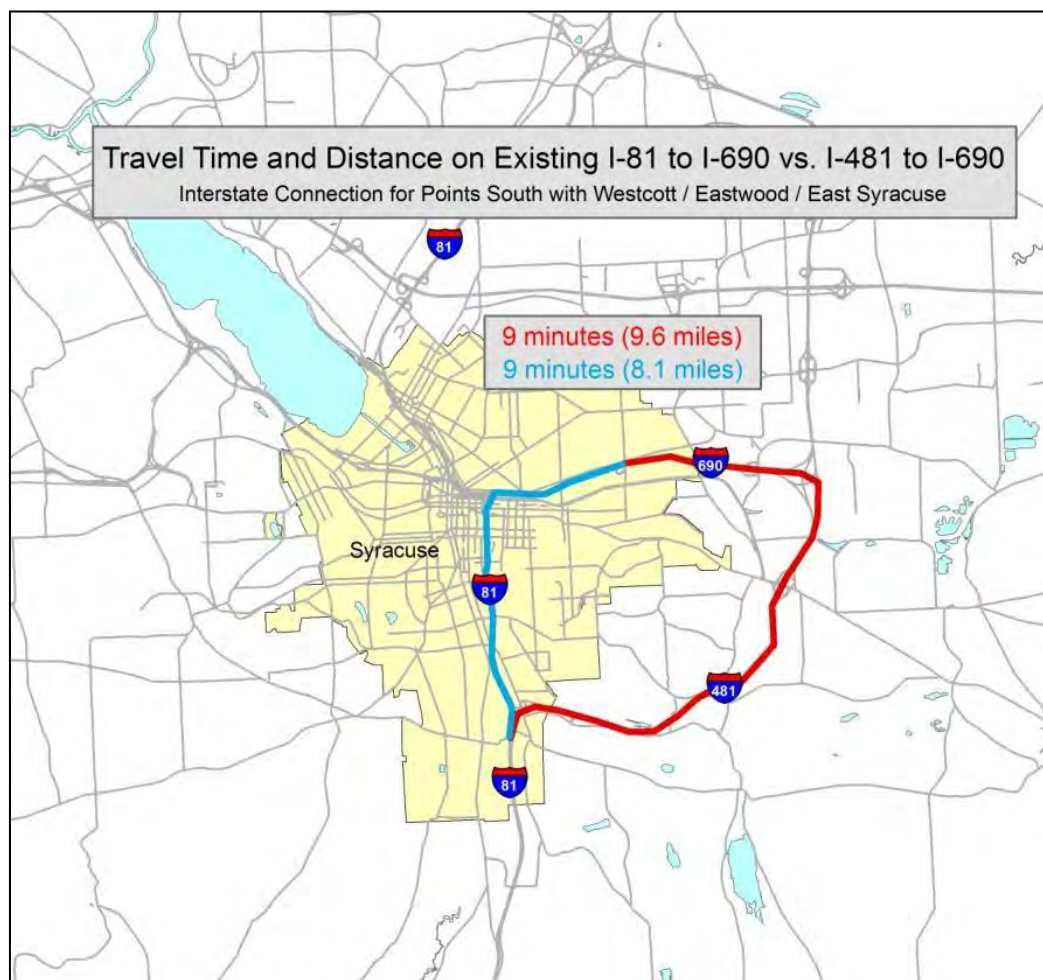 Travel Time and Distance on Existing I-81 to I-690 vs. I-481 to I-690
Interstate Connection for Points South with Westcott / Eastwood / East Syracuse
81
9 minutes (9.6 miles)
9 minutes (8.1 miles)
690
Syracuse
81
481
81